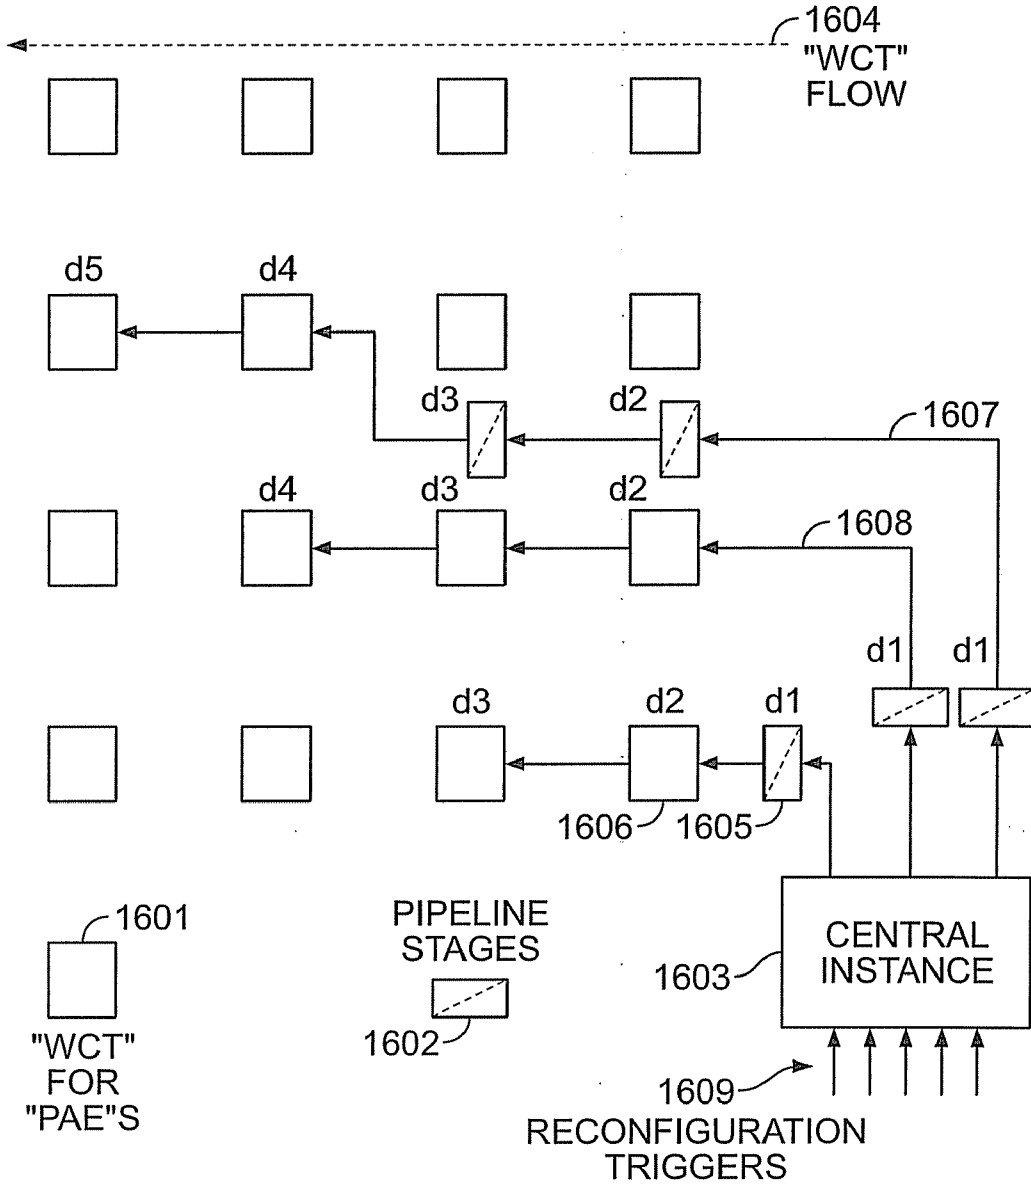 1604
"WCT"
FLOW
d5
d4
d3
d2
1607
d4
d3
d2
1608
d1
d1
d3
d2
d1
1606
1605
1601
PIPELINE
STAGES
CENTRAL
INSTANCE
1603
1602
"WCT"
FOR
"PAE"S
1609
RECONFIGURATION
TRIGGERS